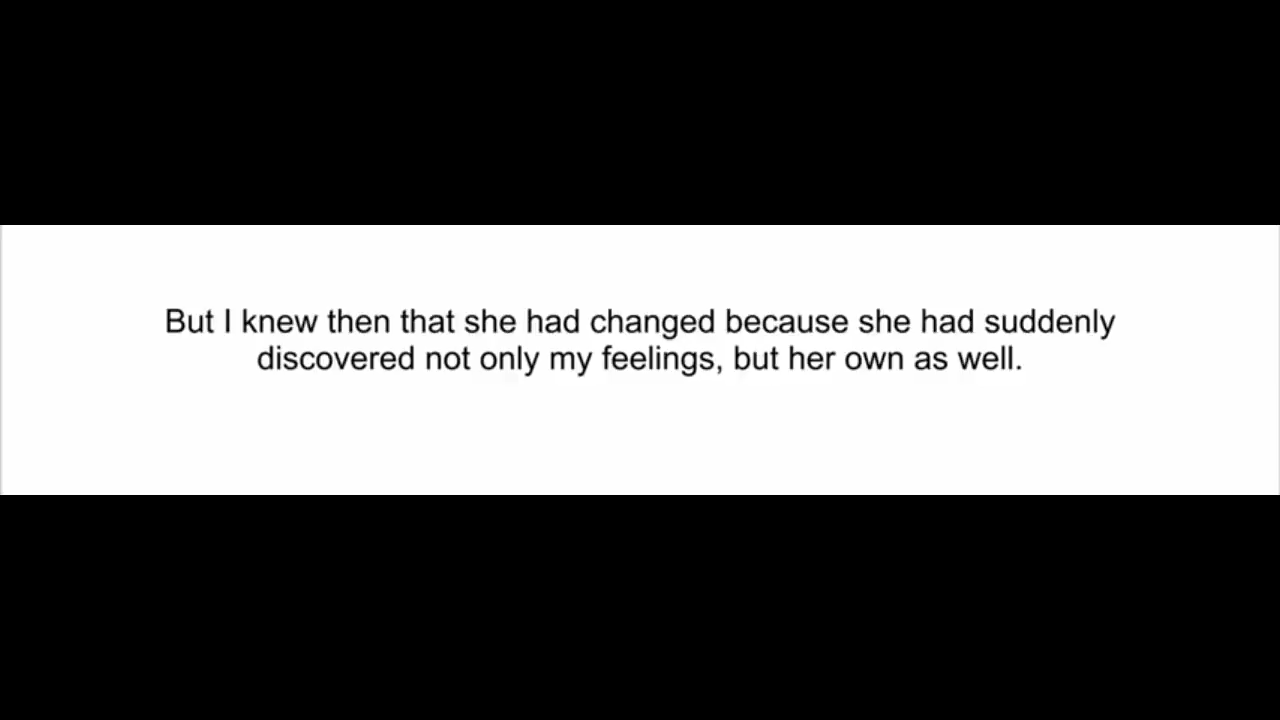 But I knew then that she had changed because she had suddenly
discovered not only my feelings, but her own as well.